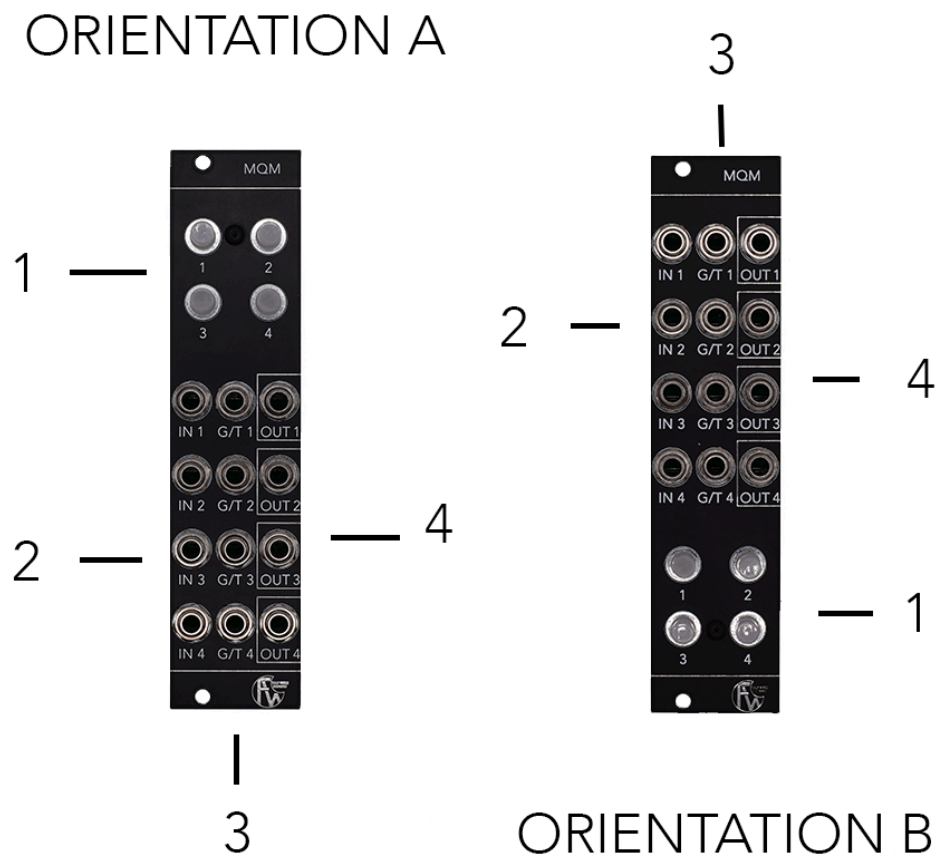 ORIENTATION A
MQM
1 2
3 4
IN 1 G/T 1 OUT 1
IN 2 G/T 2 OUT 2
IN 3 G/T 3 OUT 3
IN 4 G/T 4 OUT 4
1
2
4
3
3
MQM
IN 1 G/T 1 OUT 1
IN 2 G/T 2 OUT 2
IN 3 G/T 3 OUT 3
IN 4 G/T 4 OUT 4
1 2
3 4
2
4
1
ORIENTATION B